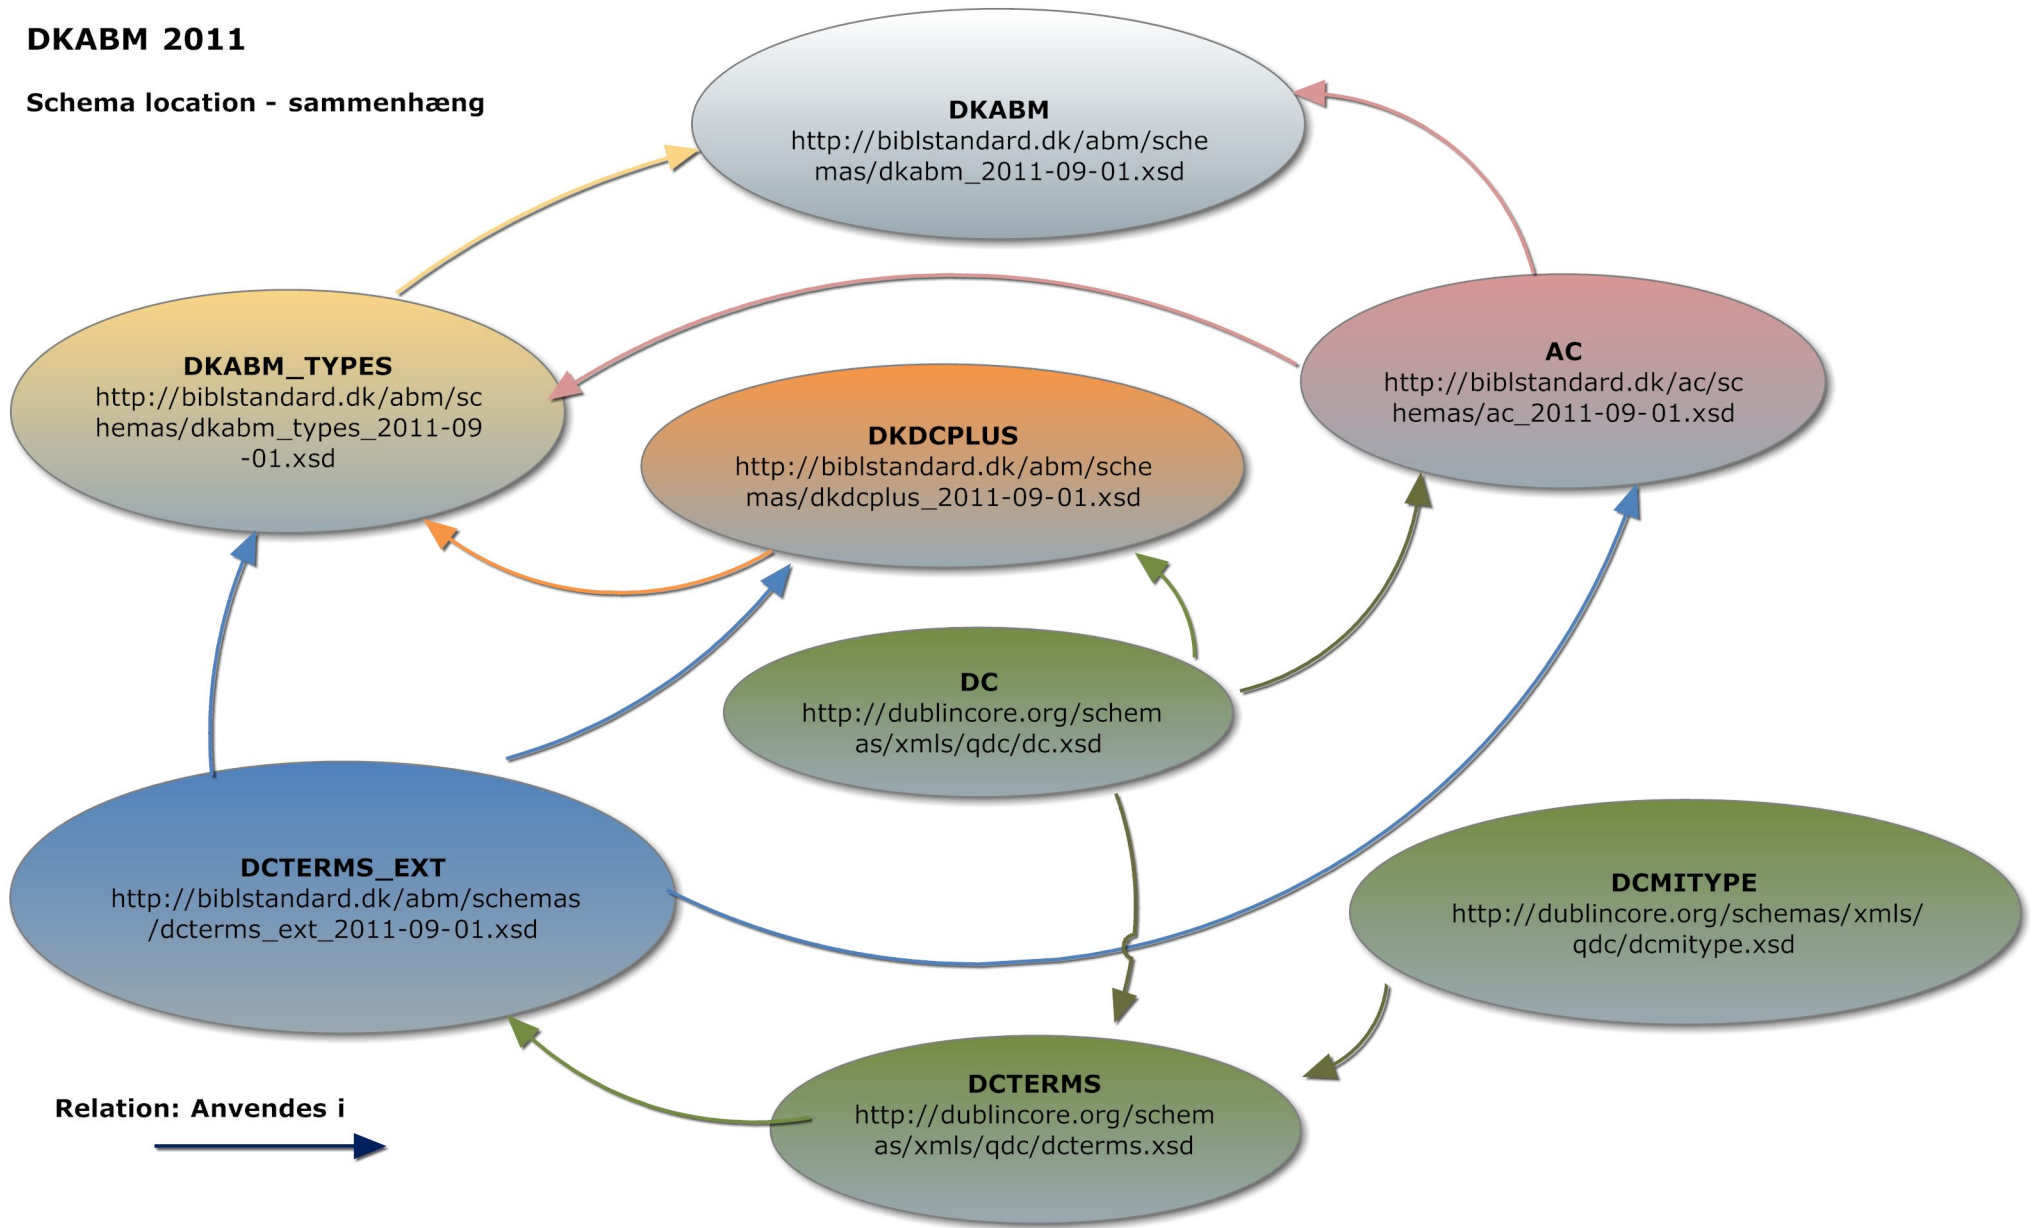 DKABM 2011
Schema location - sammenhæng
DKABM
http://biblstandard.dk/abm/sche
mas/dkabm_2011-09-01.xsd
DKABM_TYPES
http://biblstandard.dk/abm/sc
hemas/dkabm_types_2011-09
-01.xsd
AC
http://biblstandard.dk/ac/sc
hemas/ac_2011-09-01.xsd
DKDCPLUS
http://biblstandard.dk/abm/sche
mas/dkdcplus_2011-09-01.xsd
DC
http://dublincore.org/schem
as/xmls/qdc/dc.xsd
DCTERMS_EXT
http://biblstandard.dk/abm/schemas
/dcterms_ext_2011-09-01.xsd
DCMITYPE
http://dublincore.org/schemas/xmls/
qdc/dcmitype.xsd
DCTERMS
http://dublincore.org/schem
as/xmls/qdc/dcterms.xsd
Relation: Anvendes i